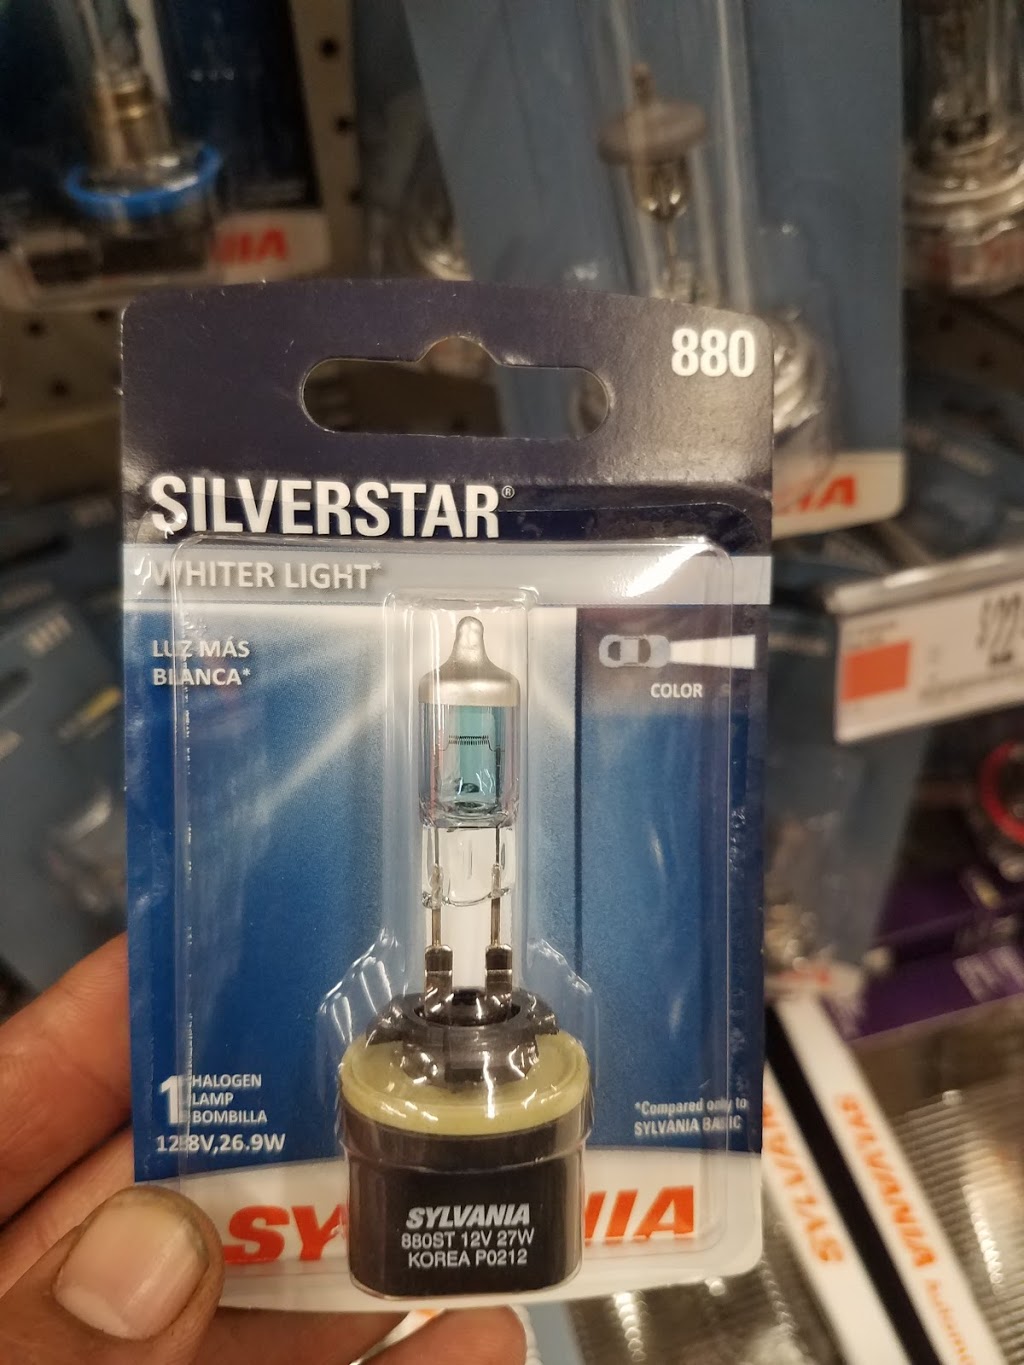 880
SILVERSTAR®
WHITER LIGHT*
LUZ MÁS
BLANCA*
COLOR
1 HALOGEN
LAMP
BOMBILLA
12.8V, 26.9W
*Compared only to
SYLVANIA BASIC
SYLVANIA
880ST 12V 27W
KOREA P0212
SYLVANIA
SYLVANIA